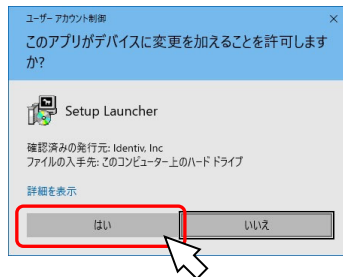 ユーザー アカウント制御
×
このアプリがデバイスに変更を加えることを許可します
か?
Setup Launcher
確認済みの発行元: Identiv, Inc
ファイルの入手先: このコンピューター上のハード ドライブ
詳細を表示
はい
いいえ